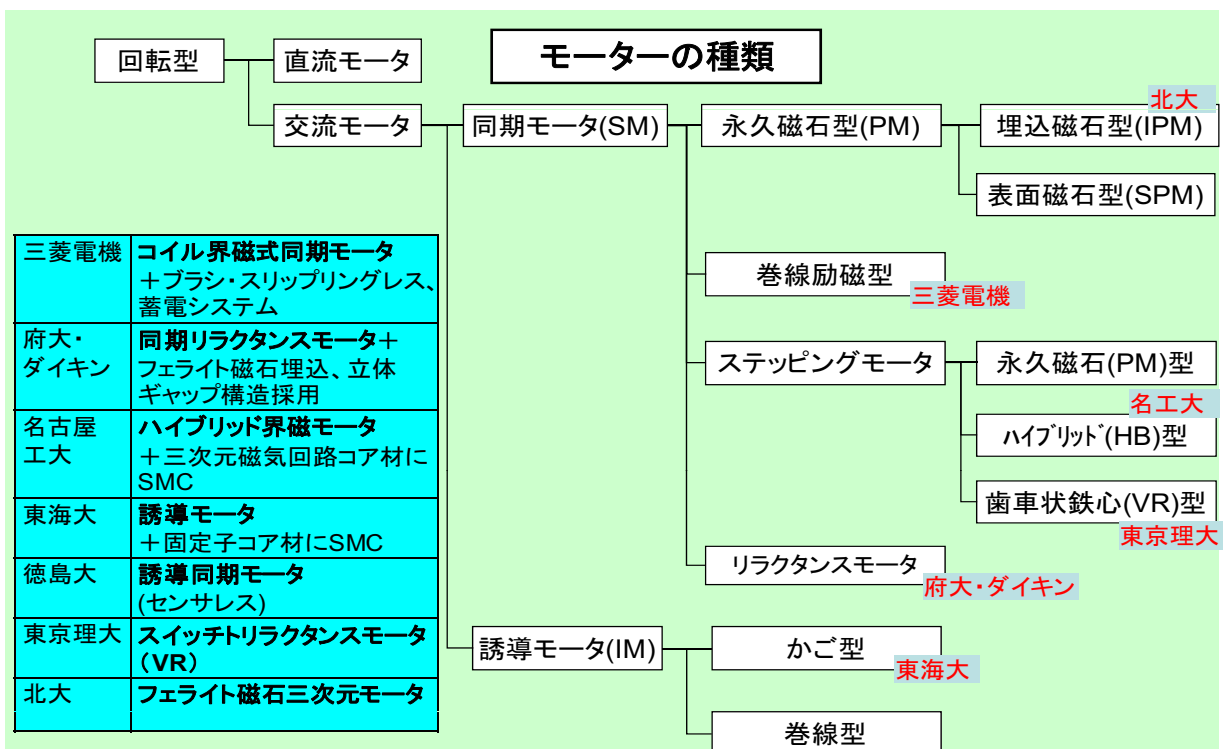 モーターの種類
回転型
直流モータ
交流モータ
同期モータ(SM)
永久磁石型(PM)
北大
埋込磁石型(IPM)
表面磁石型(SPM)
巻線励磁型
三菱電機
ステッピングモータ
永久磁石(PM)型
名工大
ハイブリッド(HB)型
歯車状鉄心(VR)型
東京理大
リラクタンスモータ
府大・ダイキン
誘導モータ(IM)
かご型
東海大
巻線型
三菱電機
コイル界磁式同期モータ
＋ブラシ・スリップリングレス、
蓄電システム
府大・
ダイキン
同期リラクタンスモータ＋
フェライト磁石埋込、立体
ギャップ構造採用
名古屋
工大
ハイブリッド界磁モータ
＋三次元磁気回路コア材に
SMC
東海大
誘導モータ
＋固定子コア材にSMC
徳島大
誘導同期モータ
(センサレス)
東京理大
スイッチトリラクタンスモータ
（VR）
北大
フェライト磁石三次元モータ